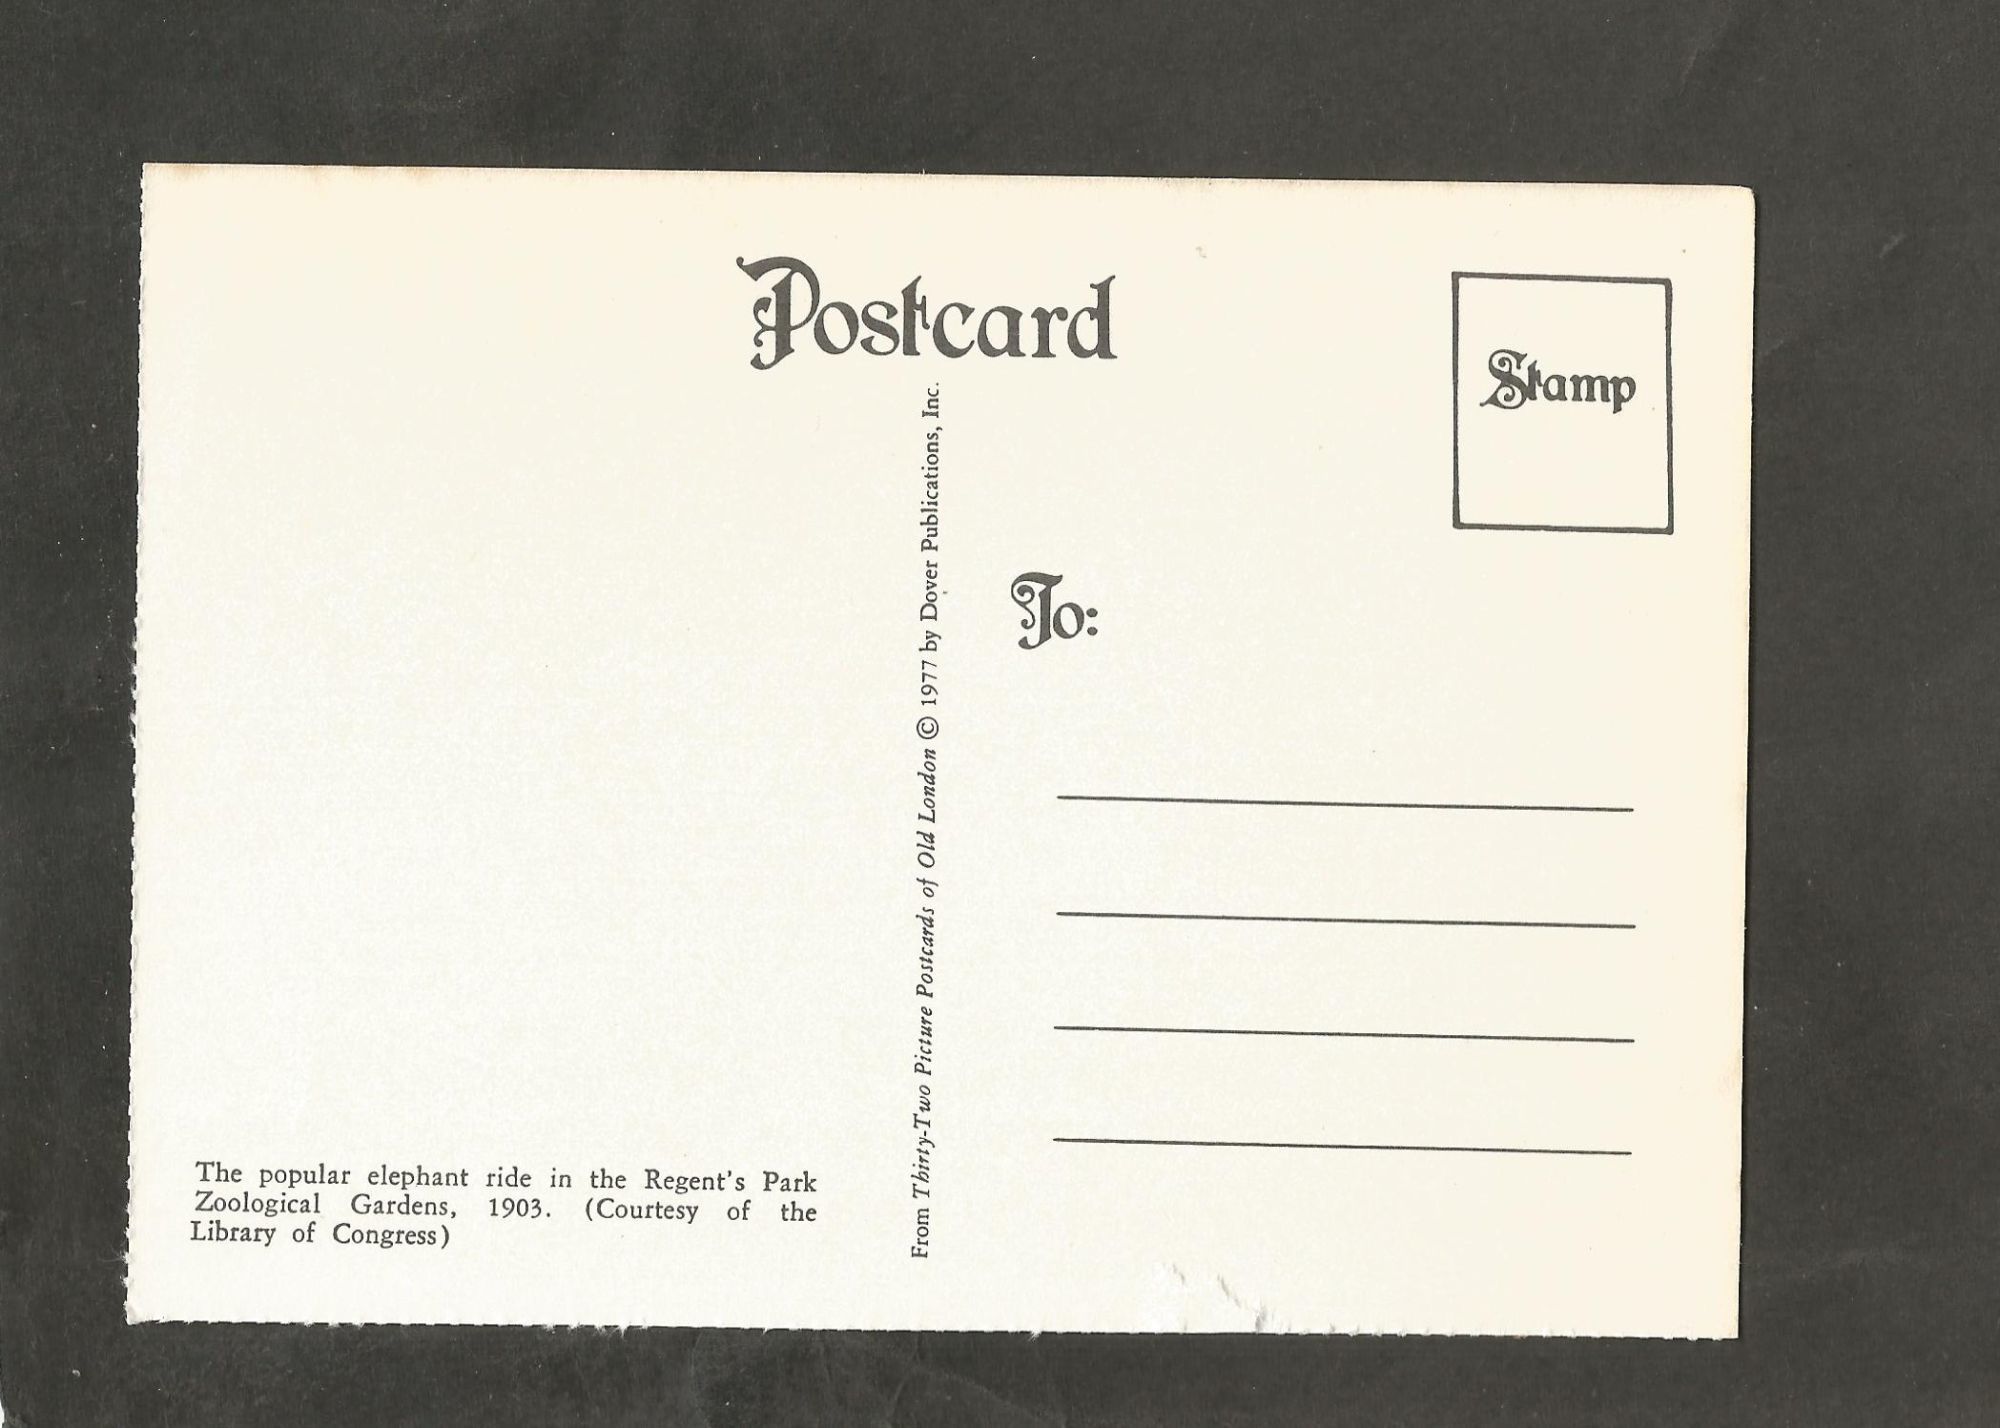 Postcard
Stamp
To:
From Thirty-Two Picture Postcards of Old London © 1977 by Dover Publications, Inc.
The popular elephant ride in the Regent's Park
Zoological Gardens, 1903. (Courtesy of the
Library of Congress)